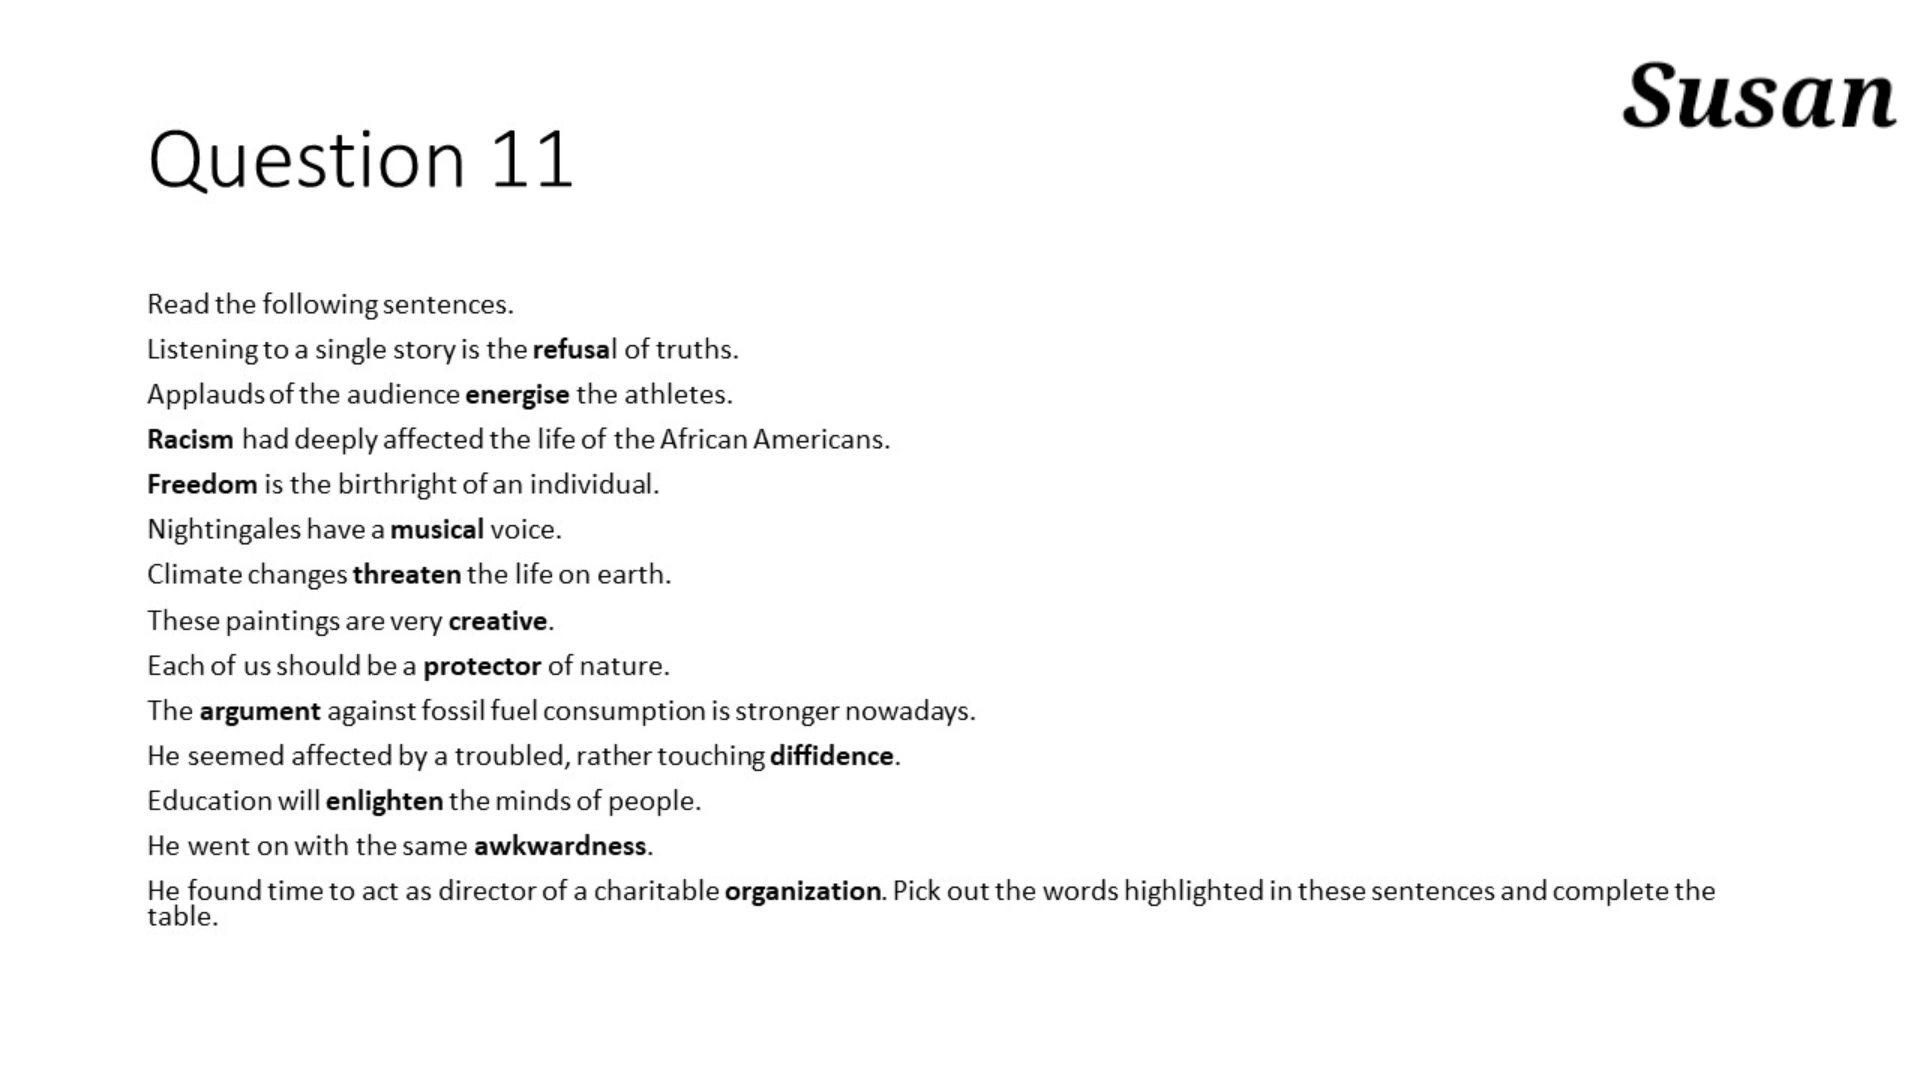 Susan
Question 11
Read the following sentences.
Listening to a single story is the refusal of truths.
Applauds of the audience energise the athletes.
Racism had deeply affected the life of the African Americans.
Freedom is the birthright of an individual.
Nightingales have a musical voice.
Climate changes threaten the life on earth.
These paintings are very creative.
Each of us should be a protector of nature.
The argument against fossil fuel consumption is stronger nowadays.
He seemed affected by a troubled, rather touching diffidence.
Education will enlighten the minds of people.
He went on with the same awkwardness.
He found time to act as director of a charitable organization. Pick out the words highlighted in these sentences and complete the
table.